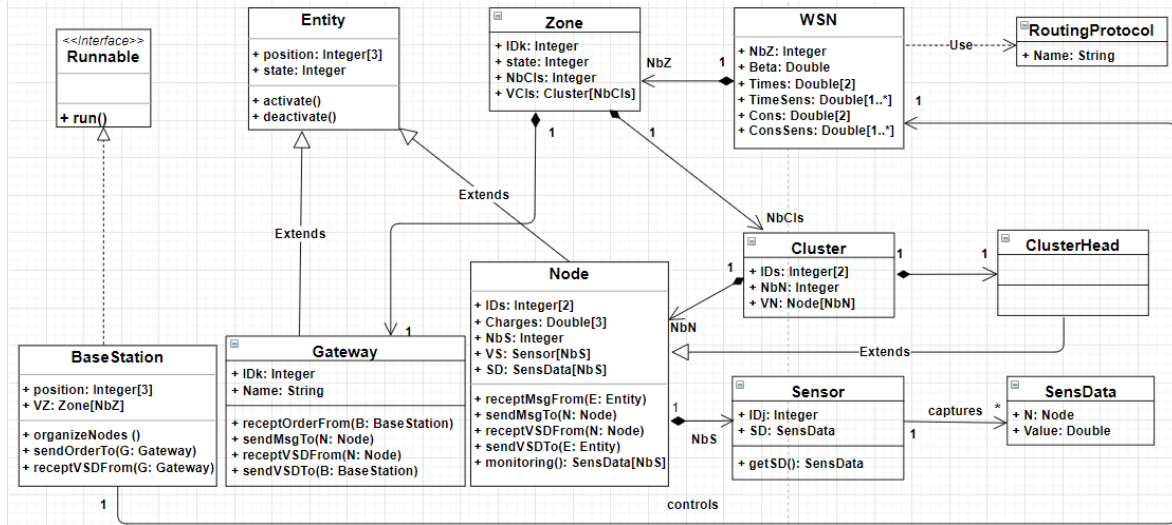 <<Interface>>
Runnable
+ run()
Entity
+ position: Integer[3]
+ state: Integer
+ activate()
+ deactivate()
Zone
+ IDk: Integer
+ state: Integer
+ NbCls: Integer
+ VCls: Cluster[NbCls]
NbZ
1
WSN
+ NbZ: Integer
+ Beta: Double
+ Times: Double[2]
+ TimeSens: Double[1..*]
+ Cons: Double[2]
+ ConsSens: Double[1..*]
Use
RoutingProtocol
+ Name: String
1
1
1
Extends
Extends
NbCls
Cluster
+ IDs: Integer[2]
+ NbN: Integer
+ VN: Node[NbN]
1
1
1
ClusterHead
NbN
Extends
Node
+ IDs: Integer[2]
+ Charges: Double[3]
+ NbS: Integer
+ VS: Sensor[NbS]
+ SD: SensData[NbS]
+ receptMsgFrom(E: Entity)
+ sendMsgTo(N: Node)
+ receptVSDFrom(N: Node)
+ sendVSDTo(E: Entity)
+ monitoring(): SensData[NbS]
1
Gateway
+ IDk: Integer
+ Name: String
+ receptOrderFrom(B: BaseStation)
+ sendMsgTo(N: Node)
+ receptVSDFrom(N: Node)
+ sendVSDTo(B: BaseStation)
BaseStation
+ position: Integer[3]
+ VZ: Zone[NbZ]
+ organizeNodes ()
+ sendOrderTo(G: Gateway)
+ receptVSDFrom(G: Gateway)
1
NbS
Sensor
+ IDj: Integer
+ SD: SensData
+ getSD(): SensData
captures
*
1
SensData
+ N: Node
+ Value: Double
1
controls